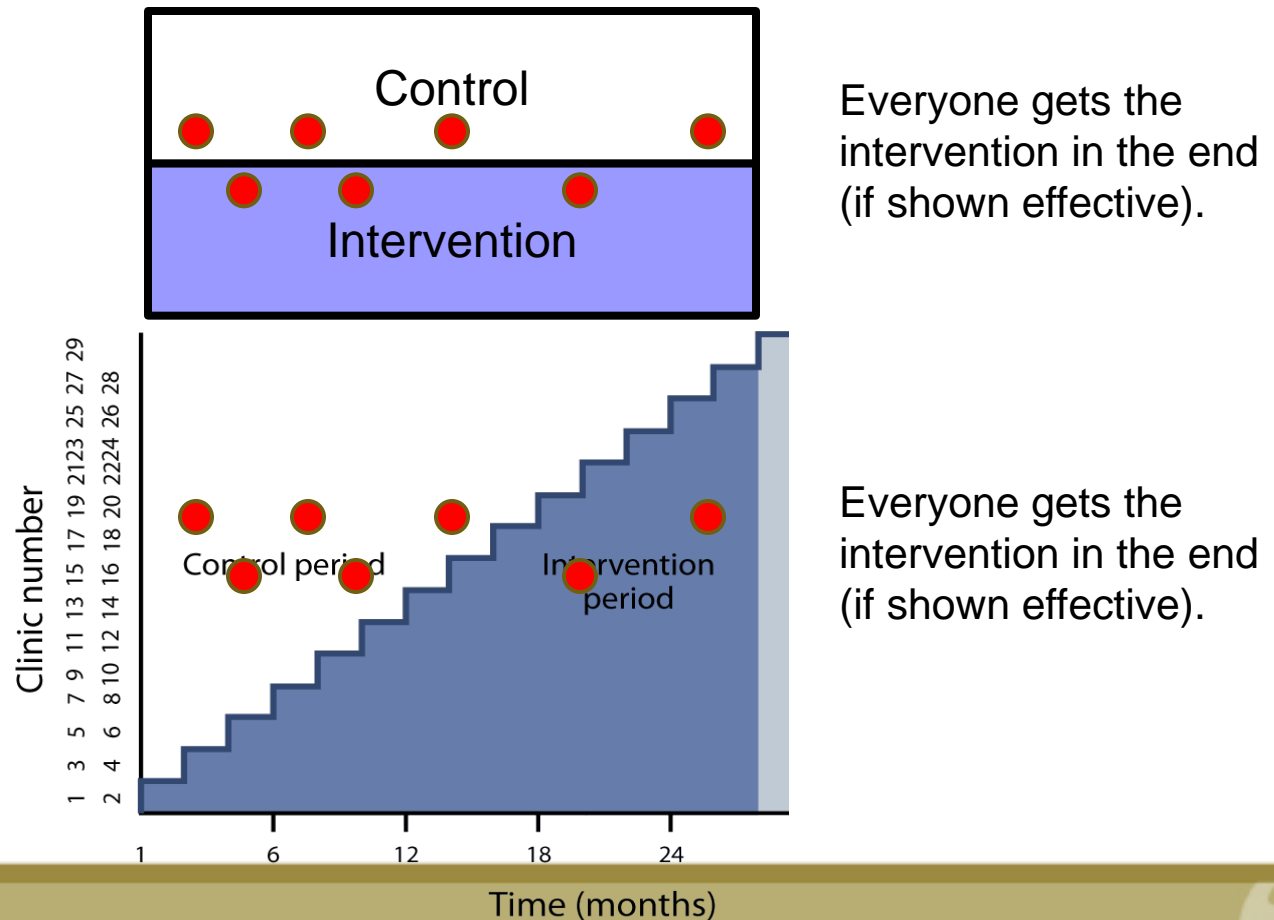 Control
Intervention
Everyone gets the
intervention in the end
(if shown effective).
Clinic number
1 3 5 7 9 11 13 15 17 19 2123 25 27 29
2 4 6 8 10 12 14 16 18 20 2224 26 28
Control period
Intervention
period
Everyone gets the
intervention in the end
(if shown effective).
1 6 12 18 24
Time (months)